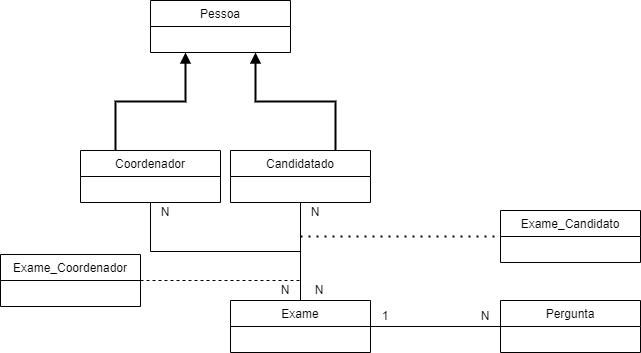 Pessoa
Coordenador
Candidatado
N
N
Exame_Candidato
Exame_Coordenador
N
N
Exame
1
N
Pergunta